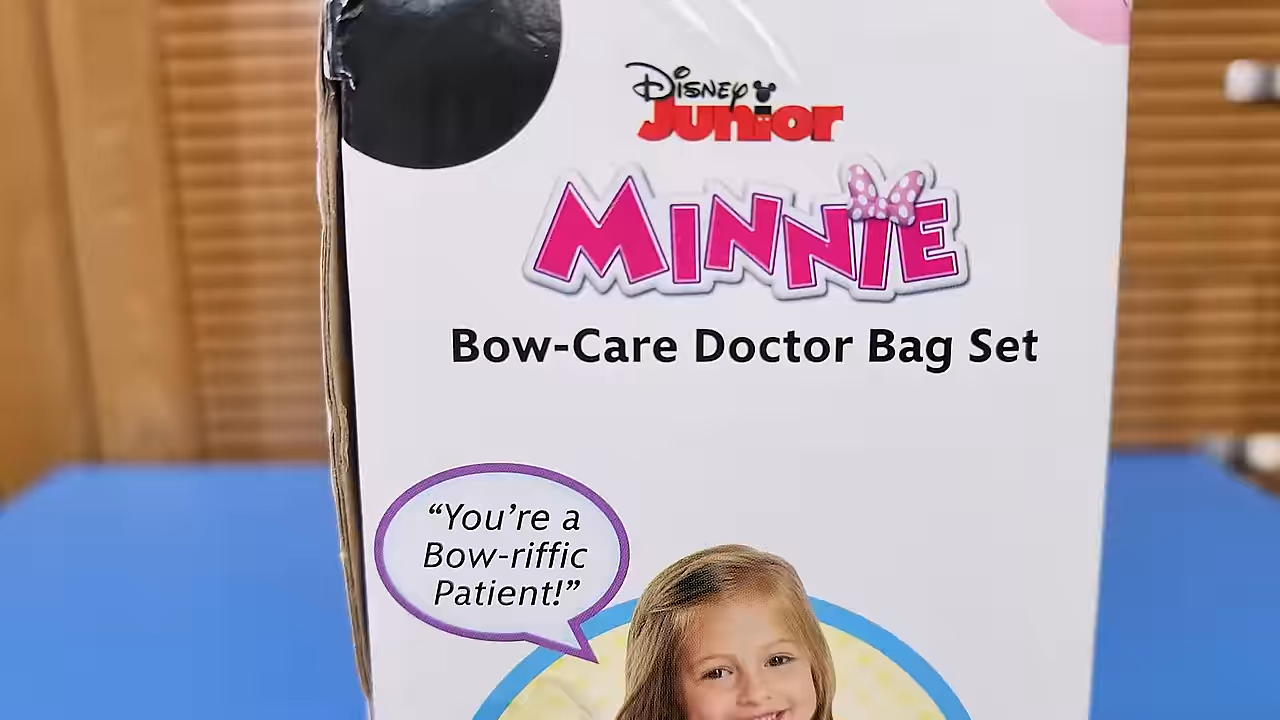 Disney
Junior
MINNIE
Bow-Care Doctor Bag Set
“You’re a
Bow-riffic
Patient!”